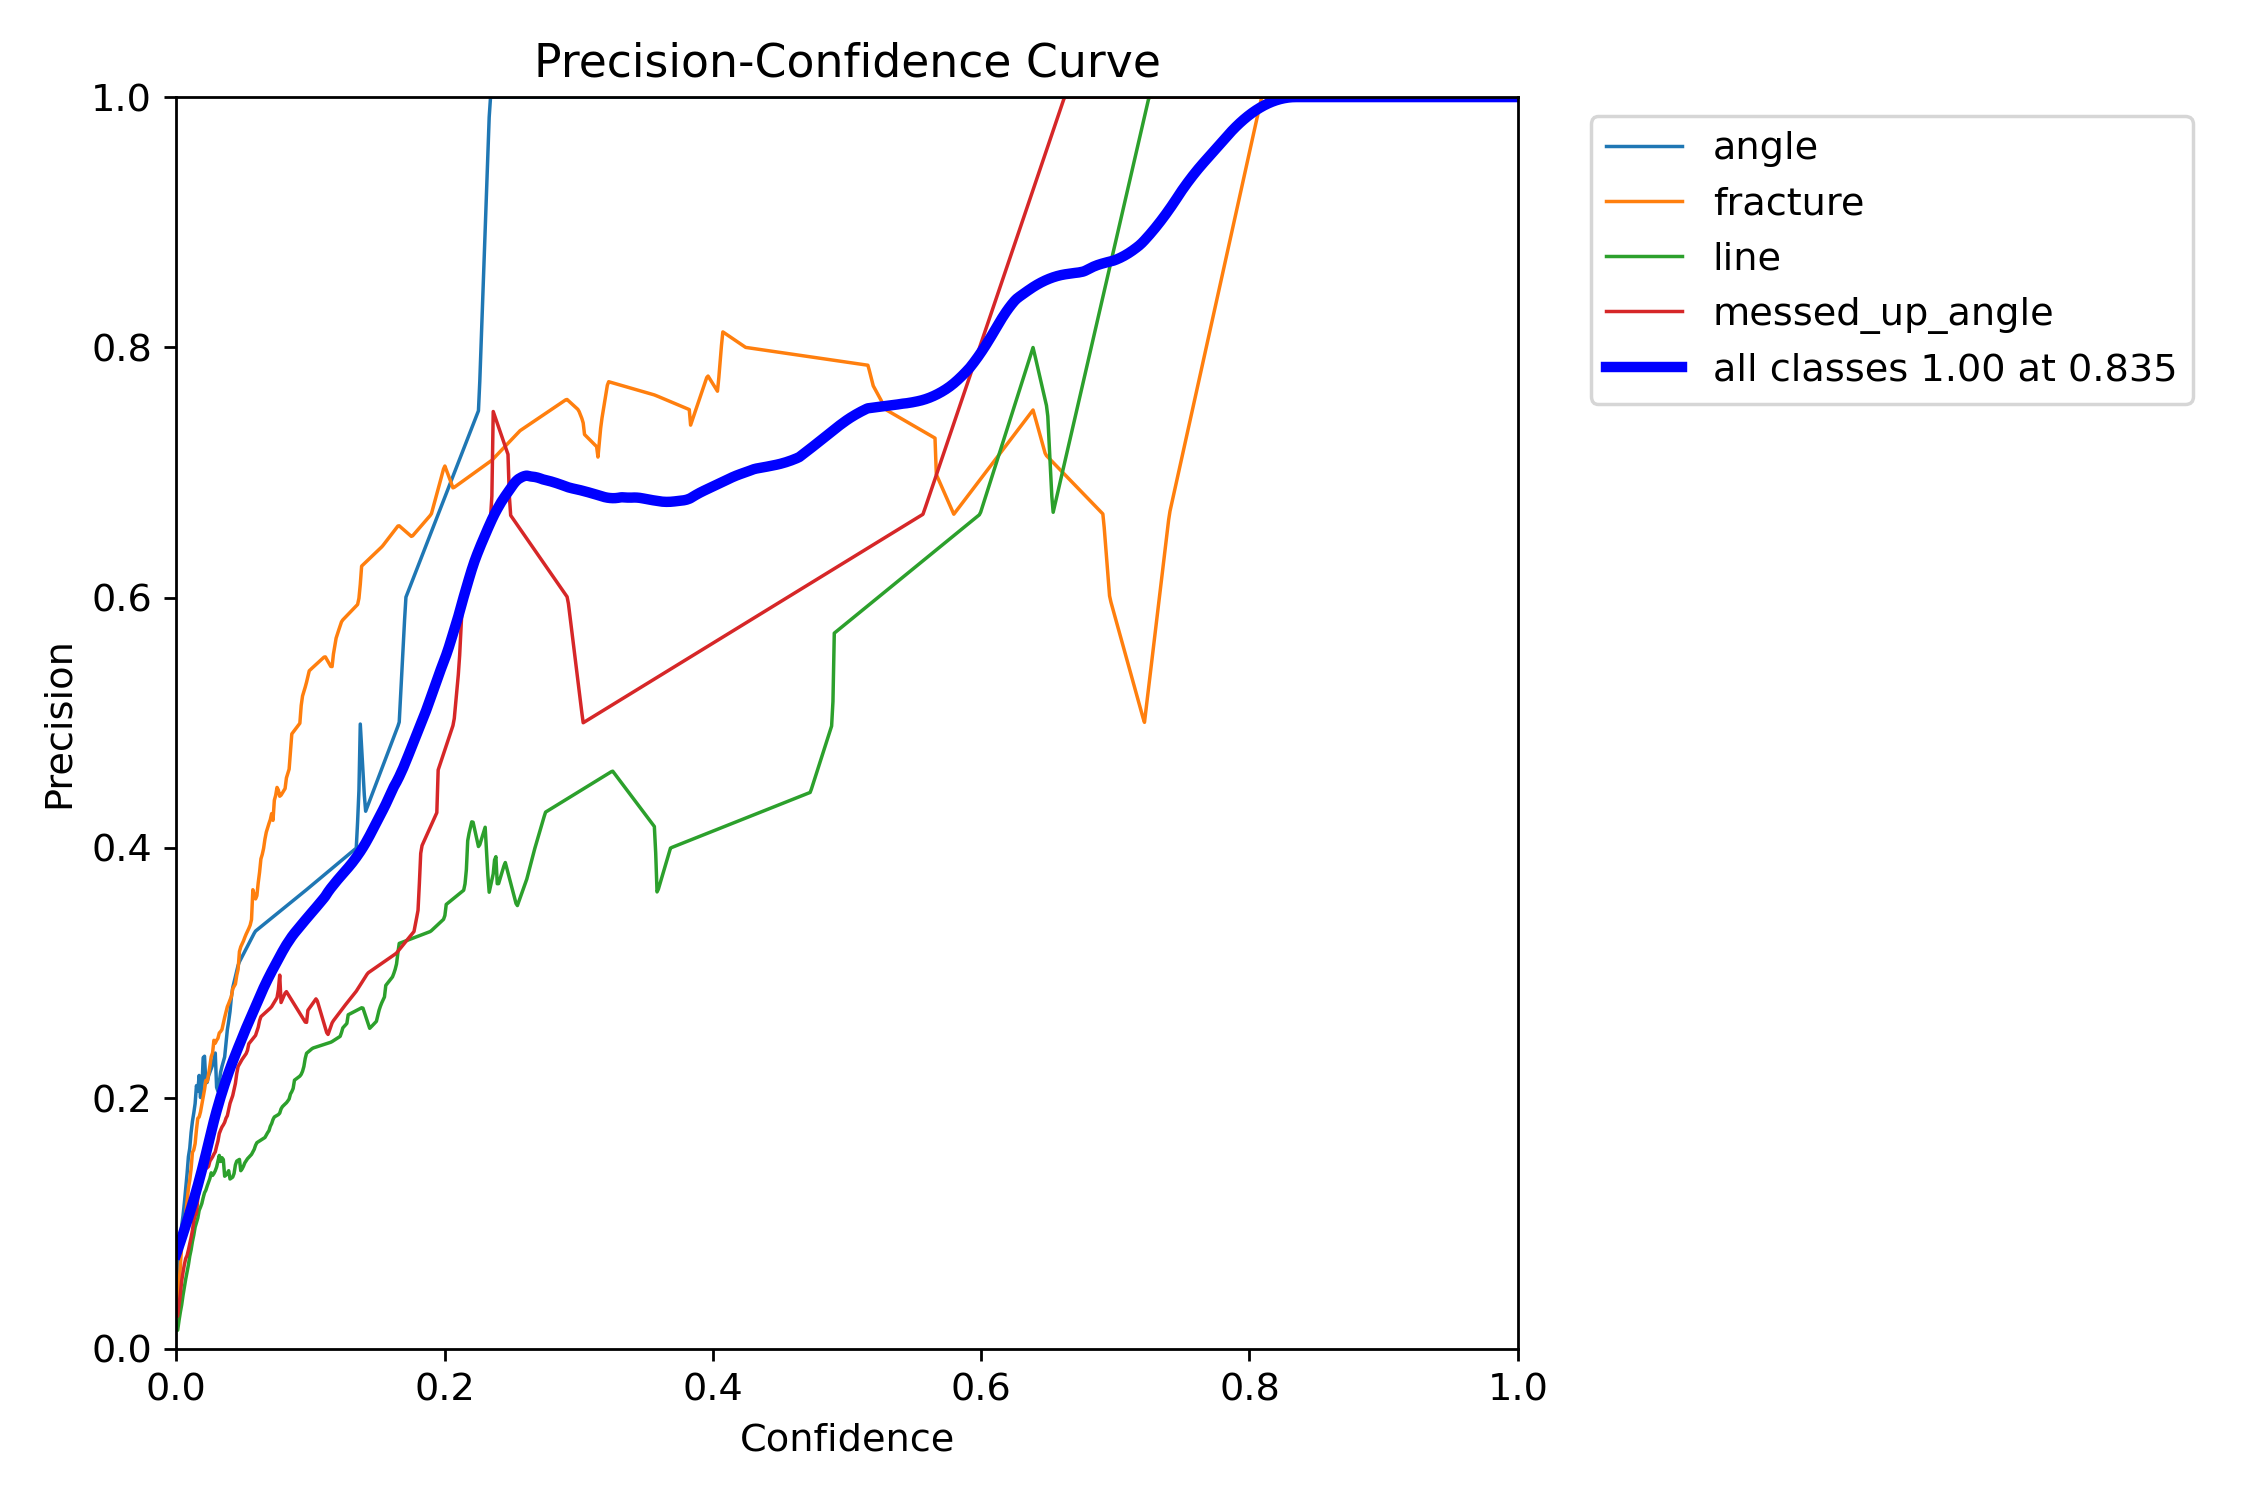 Precision-Confidence Curve
1.0
0.8
0.6
0.4
0.2
0.0
Precision
0.0 0.2 0.4 0.6 0.8 1.0
Confidence
angle
fracture
line
messed_up_angle
all classes 1.00 at 0.835